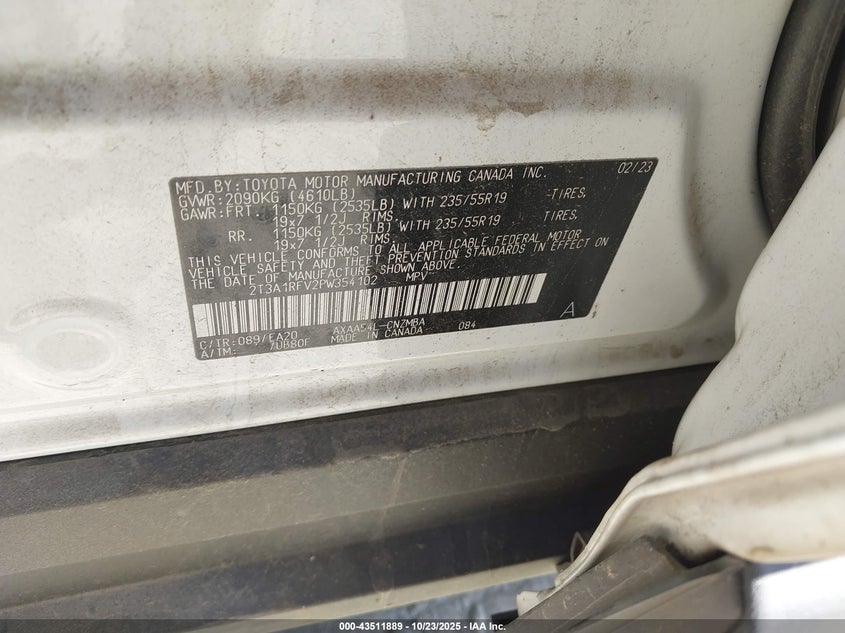 MFD.BY:TOYOTA MOTOR MANUFACTURING CANADA INC. 02/23
GVWR:2090KG (4610LB)
GAWR:FRT. 1150KG (2535LB) WITH 235/55R19 TIRES,
19x7 1/2J RIMS.
RR. 1150KG (2535LB) WITH 235/55R19 TIRES,
19x7 1/2J RIMS.
THIS VEHICLE CONFORMS TO ALL APPLICABLE FEDERAL MOTOR
VEHICLE SAFETY AND THEFT PREVENTION STANDARDS IN EFFECT ON
THE DATE OF MANUFACTURE SHOWN ABOVE.
2T3A1RFV2PW354102 MPV
C/TR:089/EA20 AXAA54L-CNZMBA 084 A
A/TM: 7UB80F MADE IN CANADA
000-43511889 | 10/23/2025 | IAA Inc.